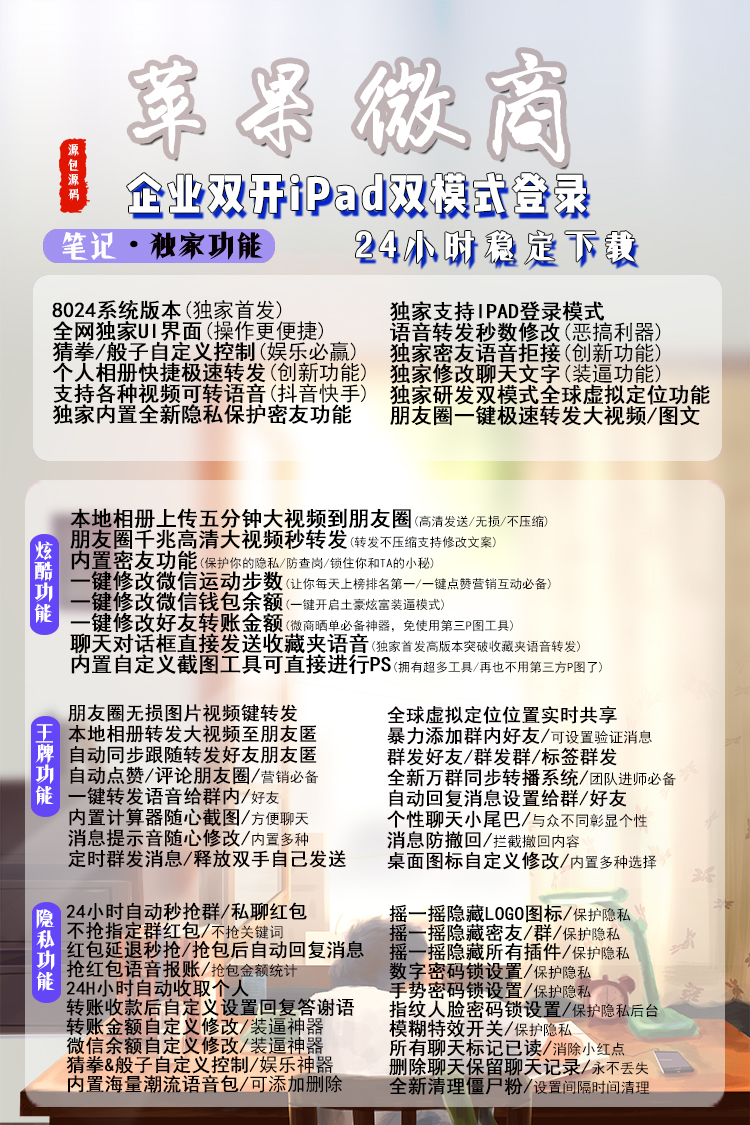 苹果微商
源包源码
企业双开iPad双模式登录
笔记·独家功能
24小时稳定下载
8024系统版本(独家首发)
全网独家UI界面(操作更便捷)
猜拳/般子自定义控制(娱乐必赢)
个人相册快捷极速转发(创新功能)
支持各种视频可转语音(抖音快手)
独家内置全新隐私保护密友功能
独家支持IPAD登录模式
语音转发秒数修改(恶搞利器)
独家密友语音拒接(创新功能)
独家修改聊天文字(装逼功能)
独家研发双模式全球虚拟定位功能
朋友圈一键极速转发大视频/图文
炫酷功能
本地相册上传五分钟大视频到朋友圈(高清发送/无损/不压缩)
朋友圈千兆高清大视频秒转发(转发不压缩支持修改文案)
内置密友功能(保护你的隐私/防查岗/锁住你和TA的小秘)
一键修改微信运动步数(让你每天上榜排名第一/一键点赞营销互动必备)
一键修改微信钱包余额(一键开启土豪炫富装逼模式)
一键修改好友转账金额(微商晒单必备神器，免使用第三P图工具)
聊天对话框直接发送收藏夹语音(独家首发高版本突破收藏夹语音转发)
内置自定义截图工具可直接进行PS(拥有超多工具/再也不用第三方P图了)
王牌功能
朋友圈无损图片视频键转发
本地相册转发大视频至朋友匿
自动同步跟随转发好友朋友匿
自动点赞/评论朋友圈/营销必备
一键转发语音给群内/好友
内置计算器随心截图/方便聊天
消息提示音随心修改/内置多种
定时群发消息/释放双手自己发送
全球虚拟定位位置实时共享
暴力添加群内好友/可设置验证消息
群发好友/群发群/标签群发
全新万群同步转播系统/团队进师必备
自动回复消息设置给群/好友
个性聊天小尾巴/与众不同彰显个性
消息防撤回/拦截撤回内容
桌面图标自定义修改/内置多种选择
隐私功能
24小时自动秒抢群/私聊红包
不抢指定群红包/不抢关键词
红包延退秒抢/抢包后自动回复消息
抢红包语音报账/抢包金额统计
24H小时自动收取个人
转账收款后自定义设置回复答谢语
转账金额自定义修改/装逼神器
微信余额自定义修改/装逼神器
猜拳&般子自定义控制/娱乐神器
内置海量潮流语音包/可添加删除
摇一摇隐藏LOGO图标/保护隐私
摇一摇隐藏密友/群/保护隐私
摇一摇隐藏所有插件/保护隐私
数字密码锁设置/保护隐私
手势密码锁设置/保护隐私
指纹人脸密码锁设置/保护隐私后台
模糊特效开关/保护隐私
所有聊天标记已读/消除小红点
删除聊天保留聊天记录/永不丢失
全新清理僵尸粉/设置间隔时间清理